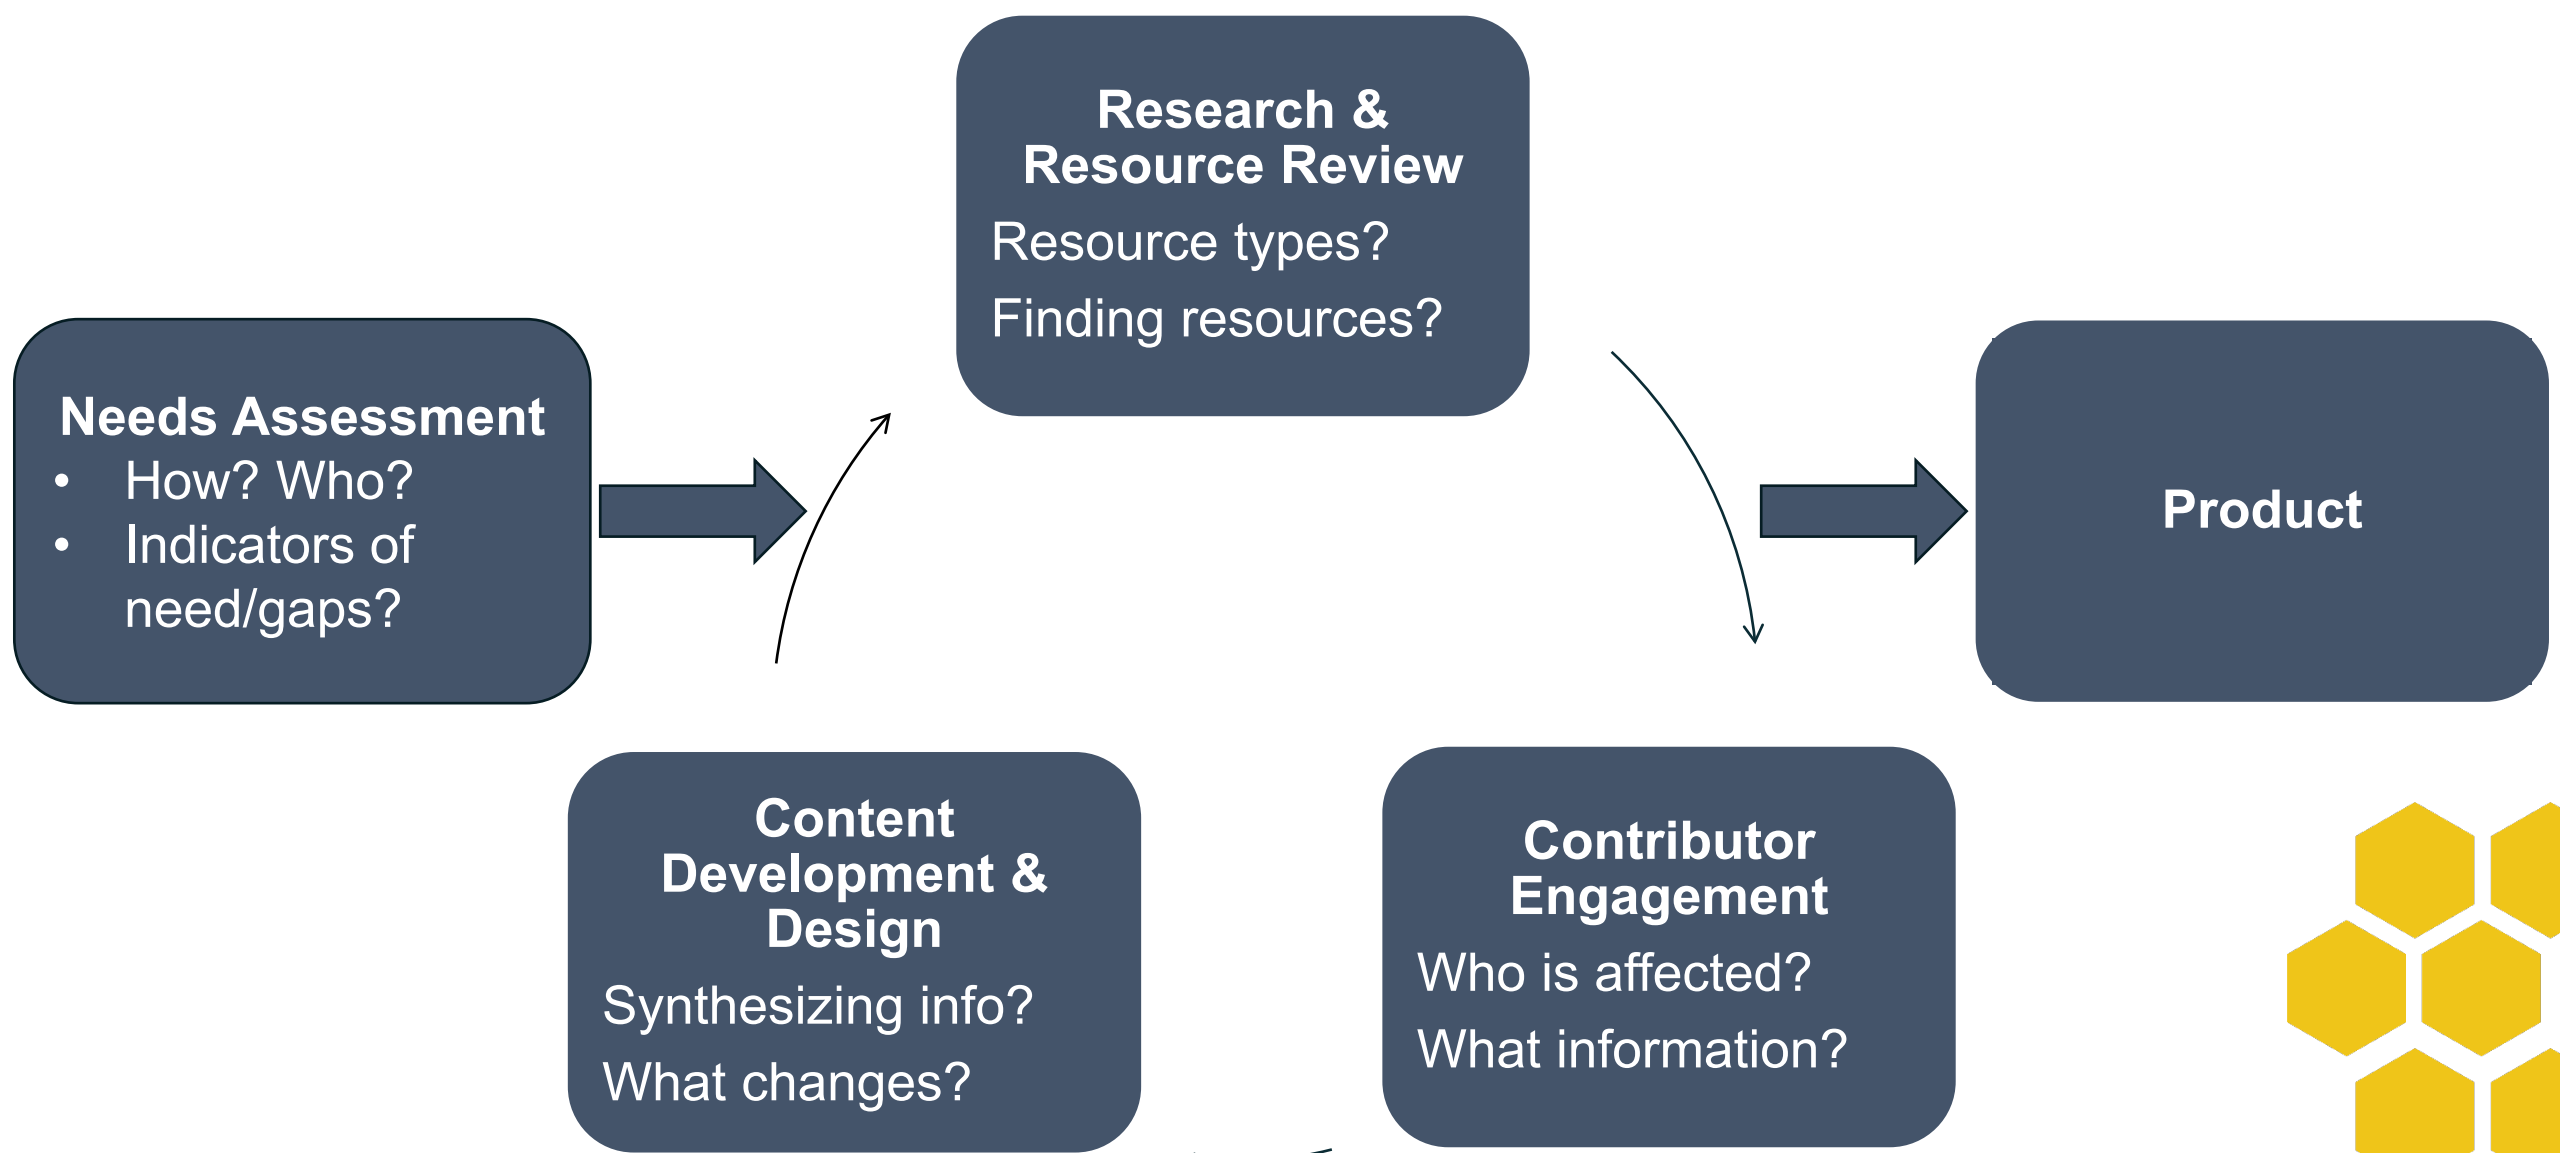 Research &
Resource Review
Resource types?
Finding resources?
Needs Assessment
• How? Who?
• Indicators of
need/gaps?
Product
Content
Development &
Design
Synthesizing info?
What changes?
Contributor
Engagement
Who is affected?
What information?